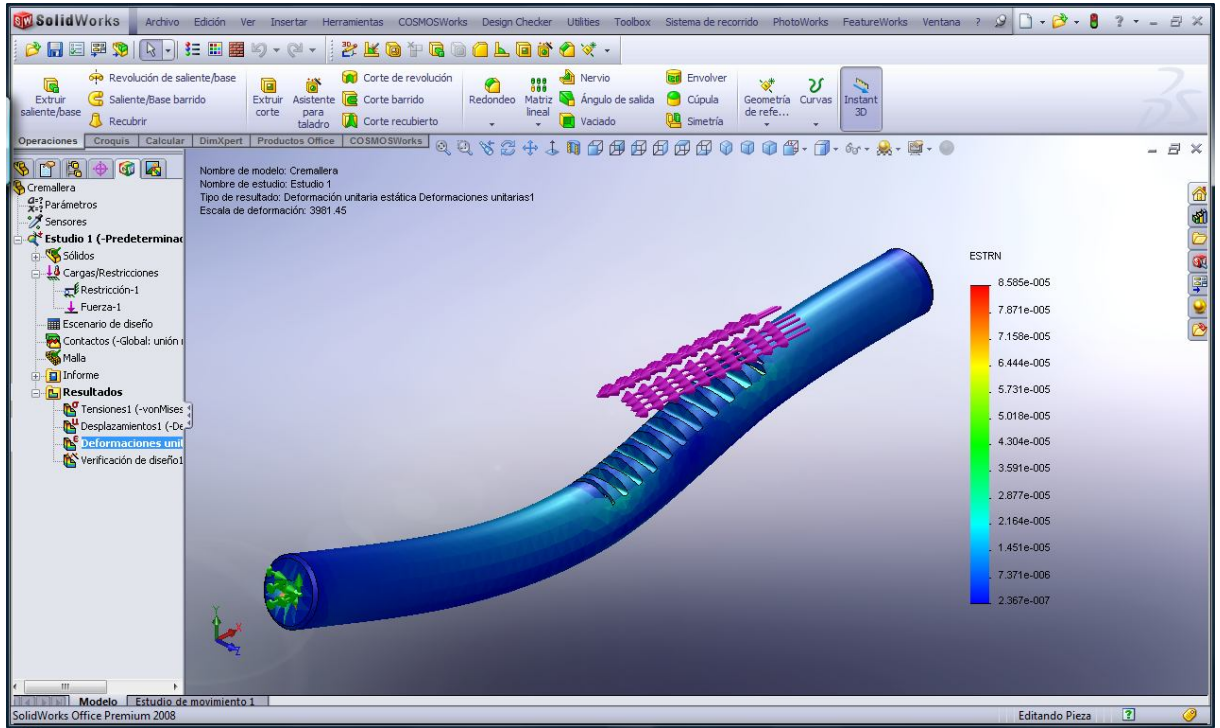 SolidWorks Archivo Edición Ver Insertar Herramientas COSMOSWorks Design Checker Utilities Toolbox Sistema de recorrido PhotoWorks FeatureWorks Ventana ?
Extruir saliente/base
Revolución de saliente/base
Saliente/Base barrido
Recubrir
Extruir corte
Asistente para taladro
Corte de revolución
Corte barrido
Corte recubierto
Redondeo
Matriz lineal
Nervio
Ángulo de salida
Vaciado
Envolver
Cúpula
Simetría
Geometría de refe...
Curvas
Instant 3D
Operaciones Croquis Calcular DimXpert Productos Office COSMOSWorks
Cremallera
Parámetros
Sensores
Estudio 1 (-Predeterminac
Sólidos
Cargas/Restricciones
Restricción-1
Fuerza-1
Escenario de diseño
Contactos (-Global: unión
Malla
Informe
Resultados
Tensiones1 (-vonMises
Desplazamientos1 (-De
Deformaciones unit
Verificación de diseño1
Nombre de modelo: Cremallera
Nombre de estudio: Estudio 1
Tipo de resultado: Deformación unitaria estática Deformaciones unitarias1
Escala de deformación: 3981.45
ESTRN
8.585e-005
7.871e-005
7.158e-005
6.444e-005
5.731e-005
5.018e-005
4.304e-005
3.591e-005
2.877e-005
2.164e-005
1.451e-005
7.371e-006
2.367e-007
Y
X
Z
Modelo Estudio de movimiento 1
SolidWorks Office Premium 2008 Editando Pieza